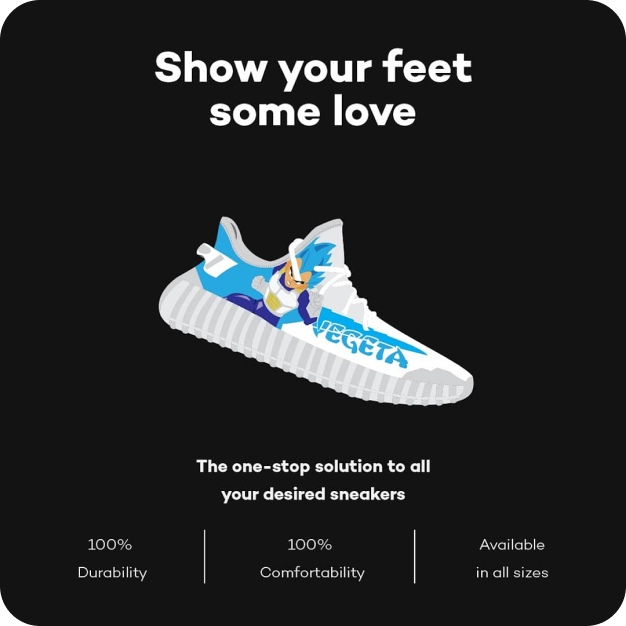 Show your feet
some love
VEGETA
The one-stop solution to all
your desired sneakers
100%
Durability
100%
Comfortability
Available
in all sizes